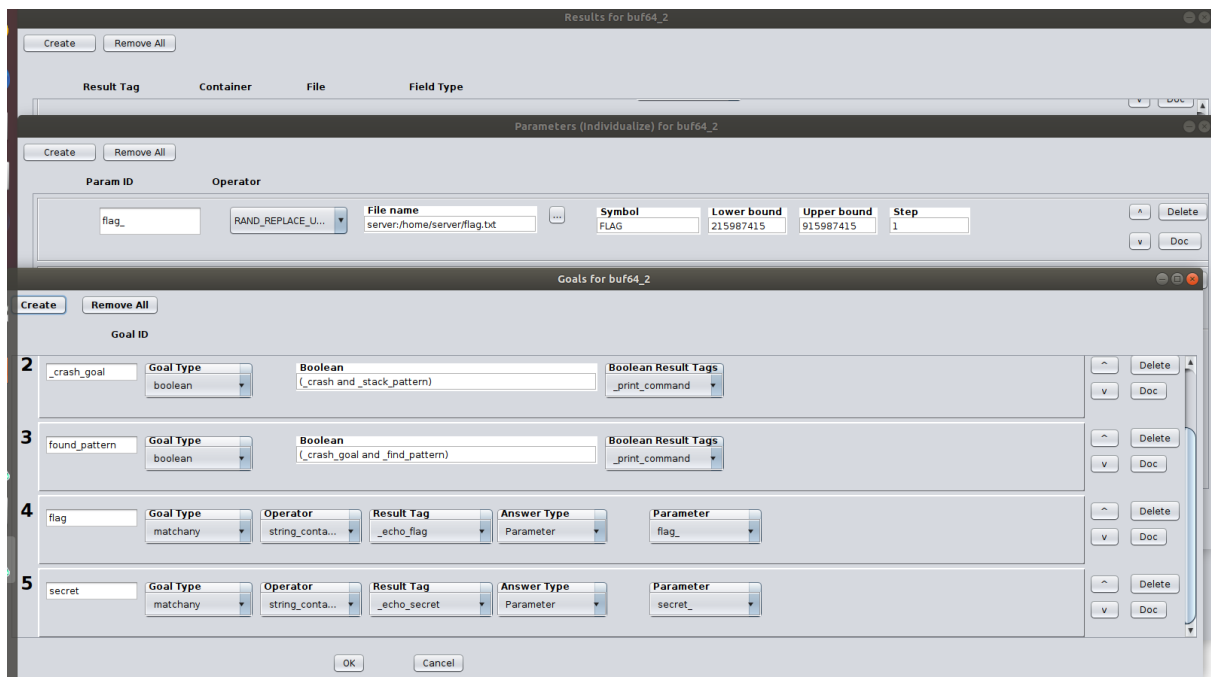 Results for buf64_2
Create Remove All
Result Tag Container File Field Type
v Doc
Parameters (Individualize) for buf64_2
Create Remove All
Param ID Operator
File name Symbol Lower bound Upper bound Step
flag_ RAND_REPLACE_U... server:/home/server/flag.txt ... FLAG 215987415 915987415 1 ^ Delete
v Doc
Goals for buf64_2
Create Remove All
Goal ID
2 _crash_goal Goal Type Boolean Boolean Result Tags ^ Delete
boolean (_crash and _stack_pattern) _print_command v Doc
3 found_pattern Goal Type Boolean Boolean Result Tags ^ Delete
boolean (_crash_goal and _find_pattern) _print_command v Doc
4 flag Goal Type Operator Result Tag Answer Type Parameter ^ Delete
matchany string_conta... _echo_flag Parameter flag_ v Doc
5 secret Goal Type Operator Result Tag Answer Type Parameter ^ Delete
matchany string_conta... _echo_secret Parameter secret_ v Doc
OK Cancel